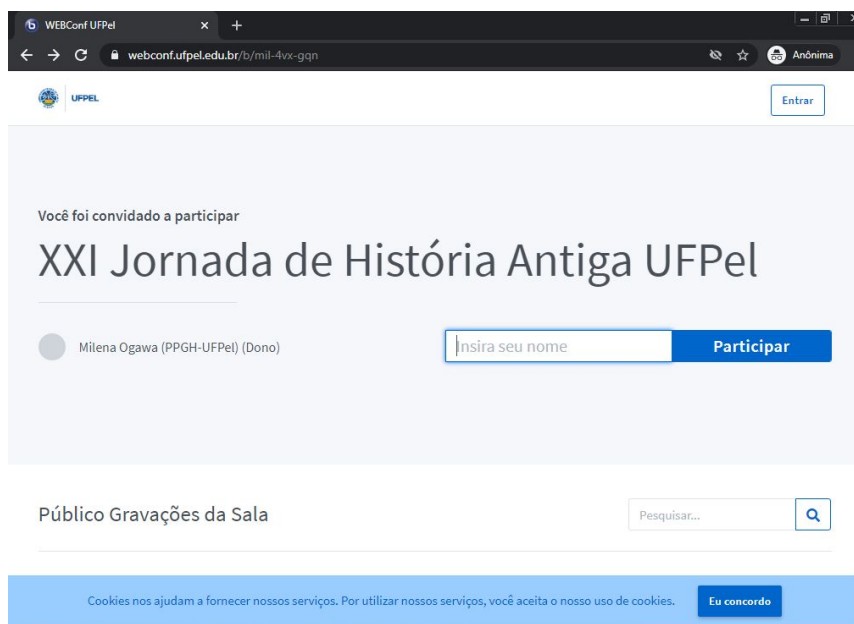 WEBConf UFPel
webconf.ufpel.edu.br/b/mil-4vx-gqn
Anônima
UFPEL
Entrar
Você foi convidado a participar
XXI Jornada de História Antiga UFPel
Milena Ogawa (PPGH-UFPel) (Dono)
Insira seu nome
Participar
Público Gravações da Sala
Pesquisar...
Cookies nos ajudam a fornecer nossos serviços. Por utilizar nossos serviços, você aceita o nosso uso de cookies.
Eu concordo